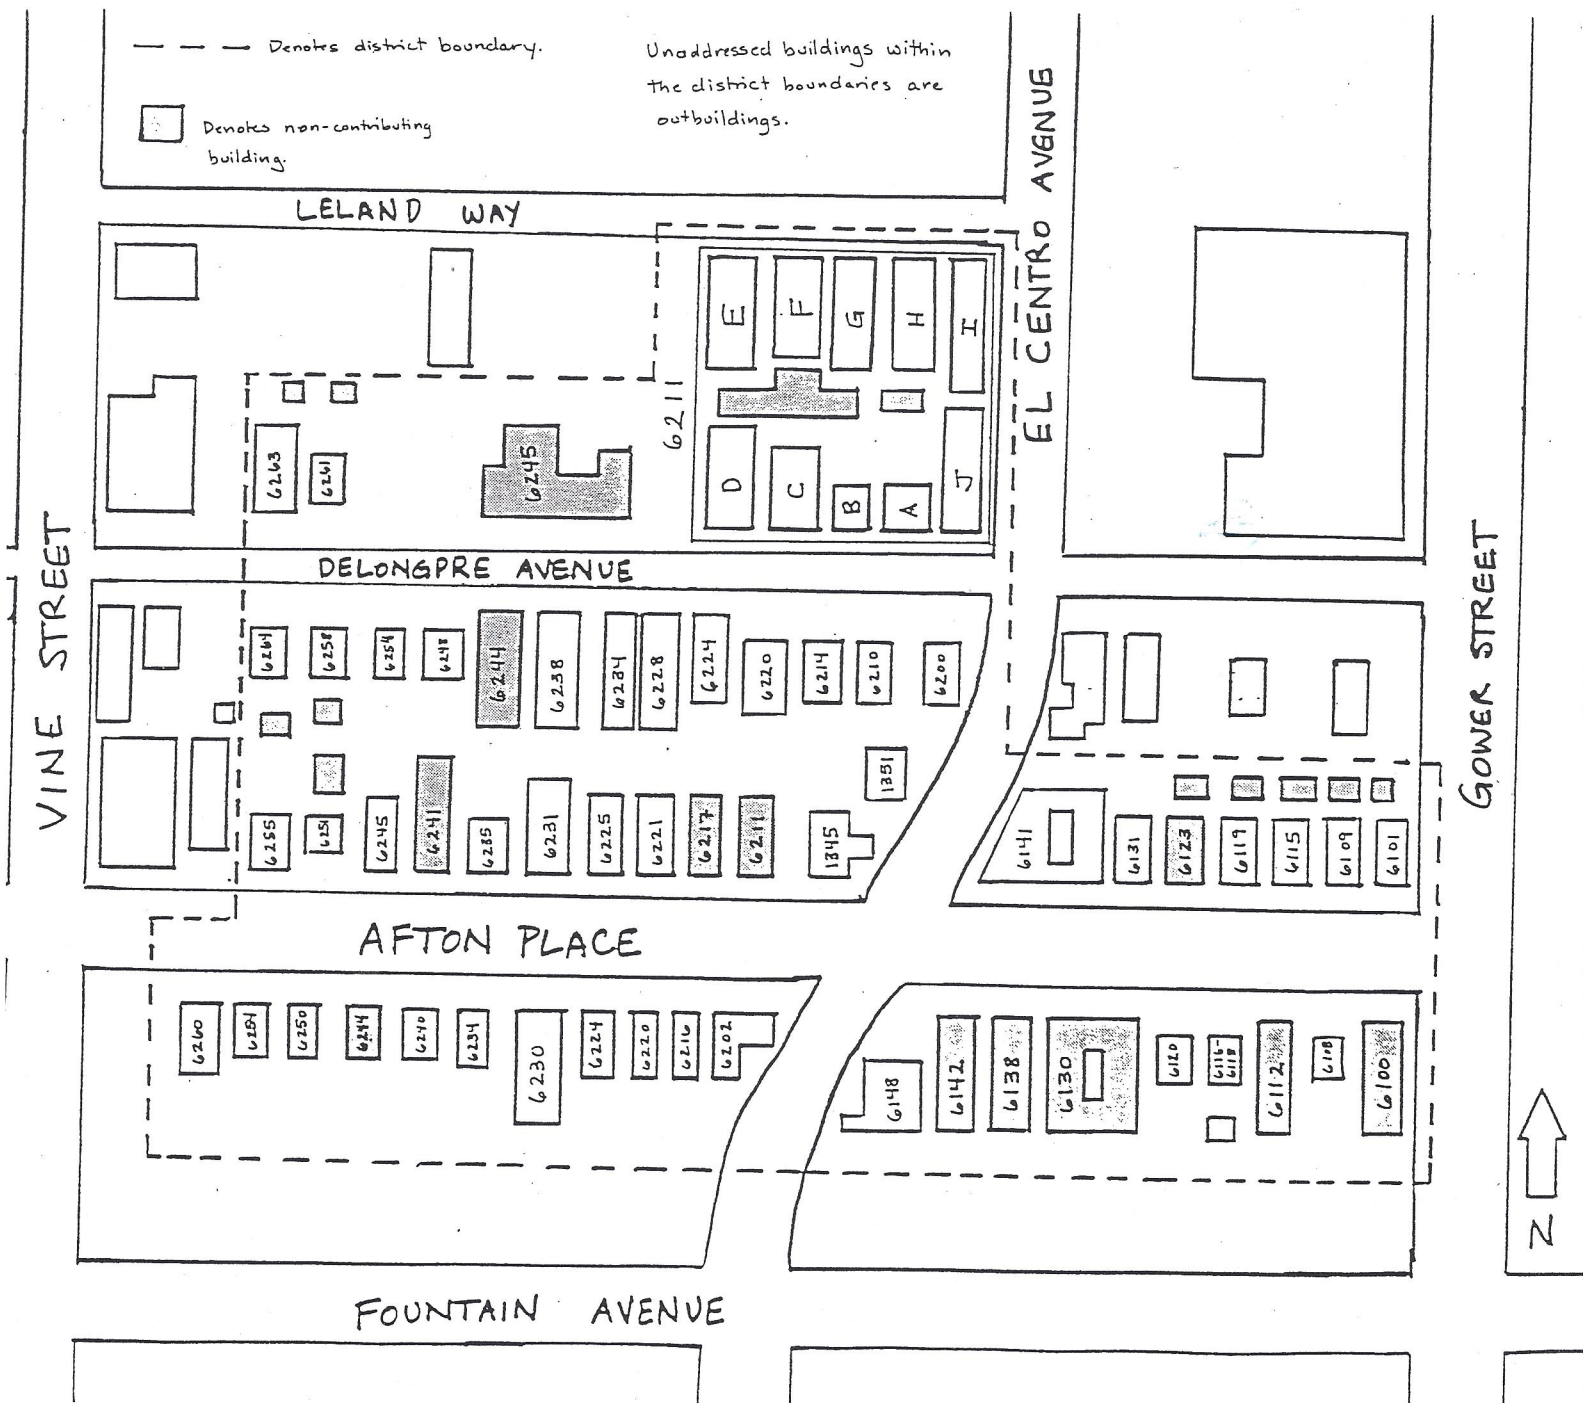 Denotes district boundary.
Unaddressed buildings within
the district boundaries are
outbuildings.
Denotes non-contributing
building.
LELAND WAY
EL CENTRO AVENUE
E
F
G
H
I
6211
6263
6261
6245
D
C
B
A
J
VINE STREET
DELONGPRE AVENUE
GOWER STREET
6264
6258
6254
6248
6244
6238
6234
6228
6224
6220
6214
6210
6200
1351
6255
6251
6245
6241
6235
6231
6225
6221
6217
6211
1345
6141
6131
6123
6119
6115
6109
6101
AFTON PLACE
6260
6254
6250
6244
6240
6234
6230
6224
6220
6216
6202
6148
6142
6138
6130
6120
6116-
6118
6112
6108
6100
N
FOUNTAIN AVENUE